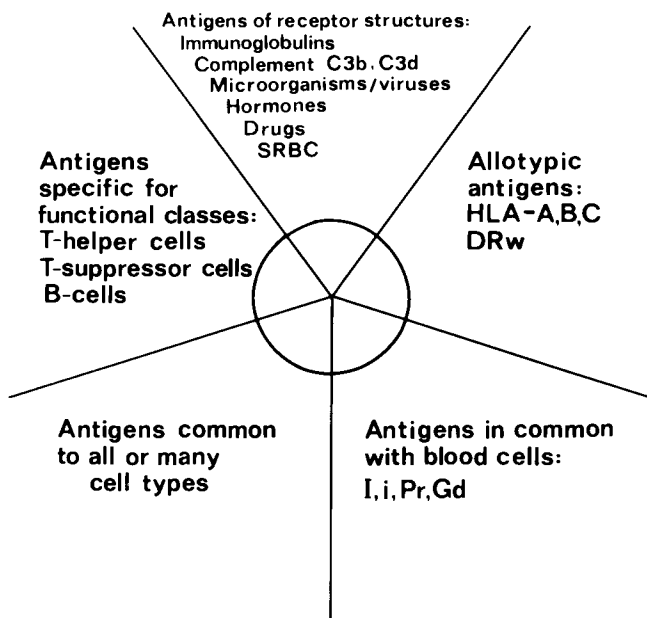 Antigens of receptor structures:
Immunoglobulins
Complement C3b, C3d
Microorganisms/viruses
Hormones
Drugs
SRBC
Antigens
specific for
functional classes:
T-helper cells
T-suppressor cells
B-cells
Allotypic
antigens:
HLA-A,B,C
DRw
Antigens common
to all or many
cell types
Antigens in common
with blood cells:
I,i,Pr,Gd